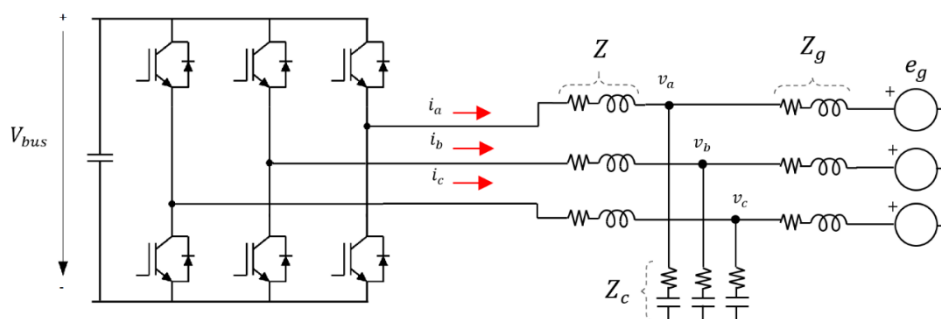 +
V_bus
-
i_a
i_b
i_c
Z
v_a
v_b
v_c
Z_g
e_g
+
+
+
Z_c